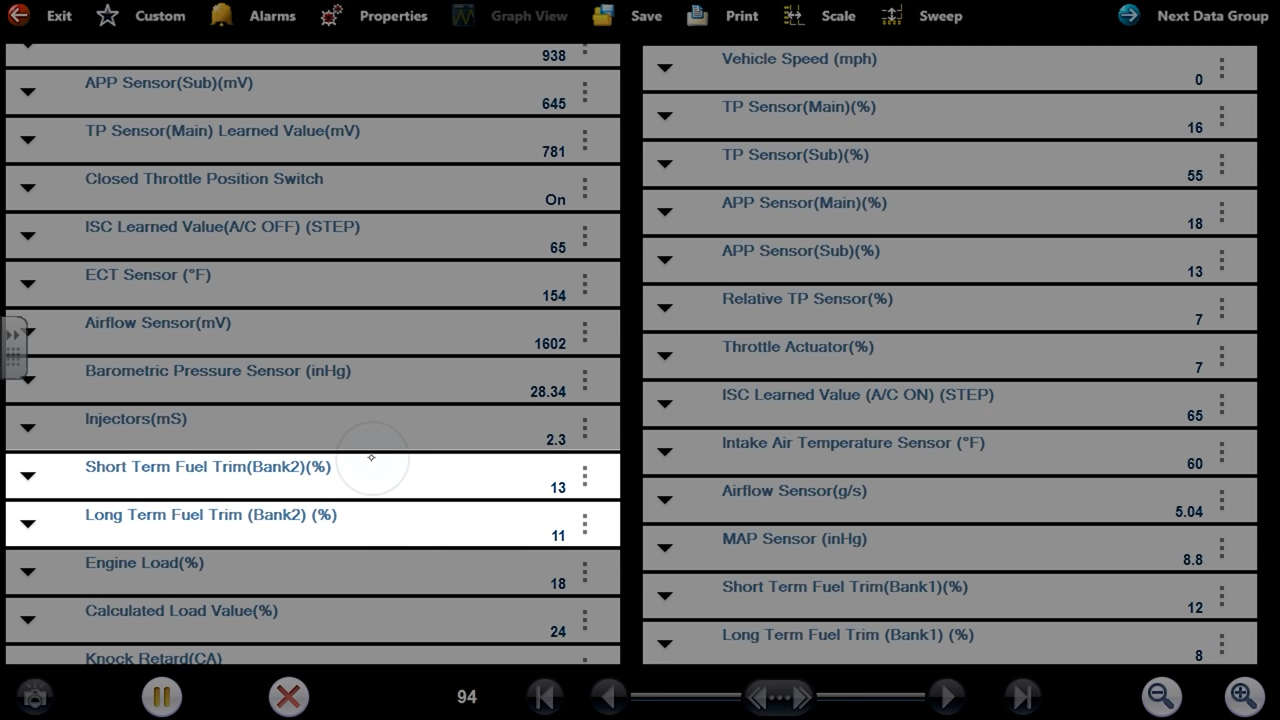 Exit Custom Alarms Properties Graph View Save Print Scale Sweep Next Data Group
938
APP Sensor(Sub)(mV)
645
TP Sensor(Main) Learned Value(mV)
781
Closed Throttle Position Switch
On
ISC Learned Value(A/C OFF) (STEP)
65
ECT Sensor (°F)
154
Airflow Sensor(mV)
1602
Barometric Pressure Sensor (inHg)
28.34
Injectors(mS)
2.3
Short Term Fuel Trim(Bank2)(%)
13
Long Term Fuel Trim (Bank2) (%)
11
Engine Load(%)
18
Calculated Load Value(%)
24
Knock Retard(CA)
Vehicle Speed (mph)
0
TP Sensor(Main)(%)
16
TP Sensor(Sub)(%)
55
APP Sensor(Main)(%)
18
APP Sensor(Sub)(%)
13
Relative TP Sensor(%)
7
Throttle Actuator(%)
7
ISC Learned Value (A/C ON) (STEP)
65
Intake Air Temperature Sensor (°F)
60
Airflow Sensor(g/s)
5.04
MAP Sensor (inHg)
8.8
Short Term Fuel Trim(Bank1)(%)
12
Long Term Fuel Trim (Bank1) (%)
8
94